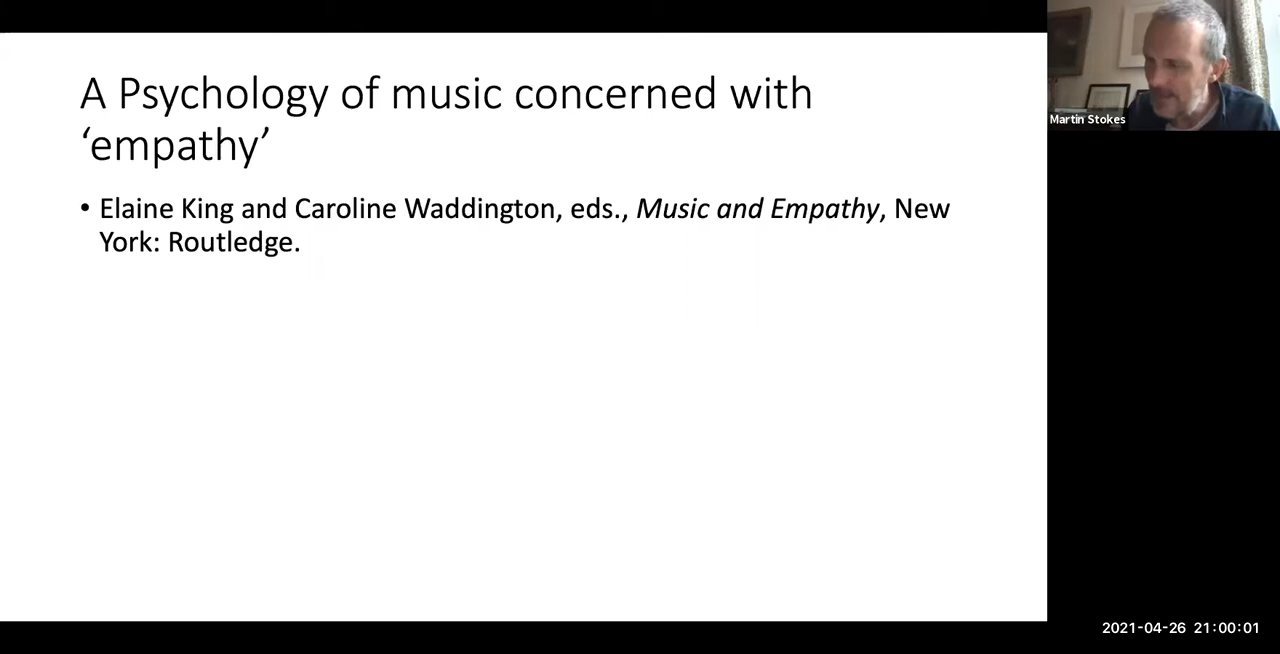 A Psychology of music concerned with
‘empathy’
• Elaine King and Caroline Waddington, eds., Music and Empathy, New
York: Routledge.
Martin Stokes
2021-04-26 21:00:01